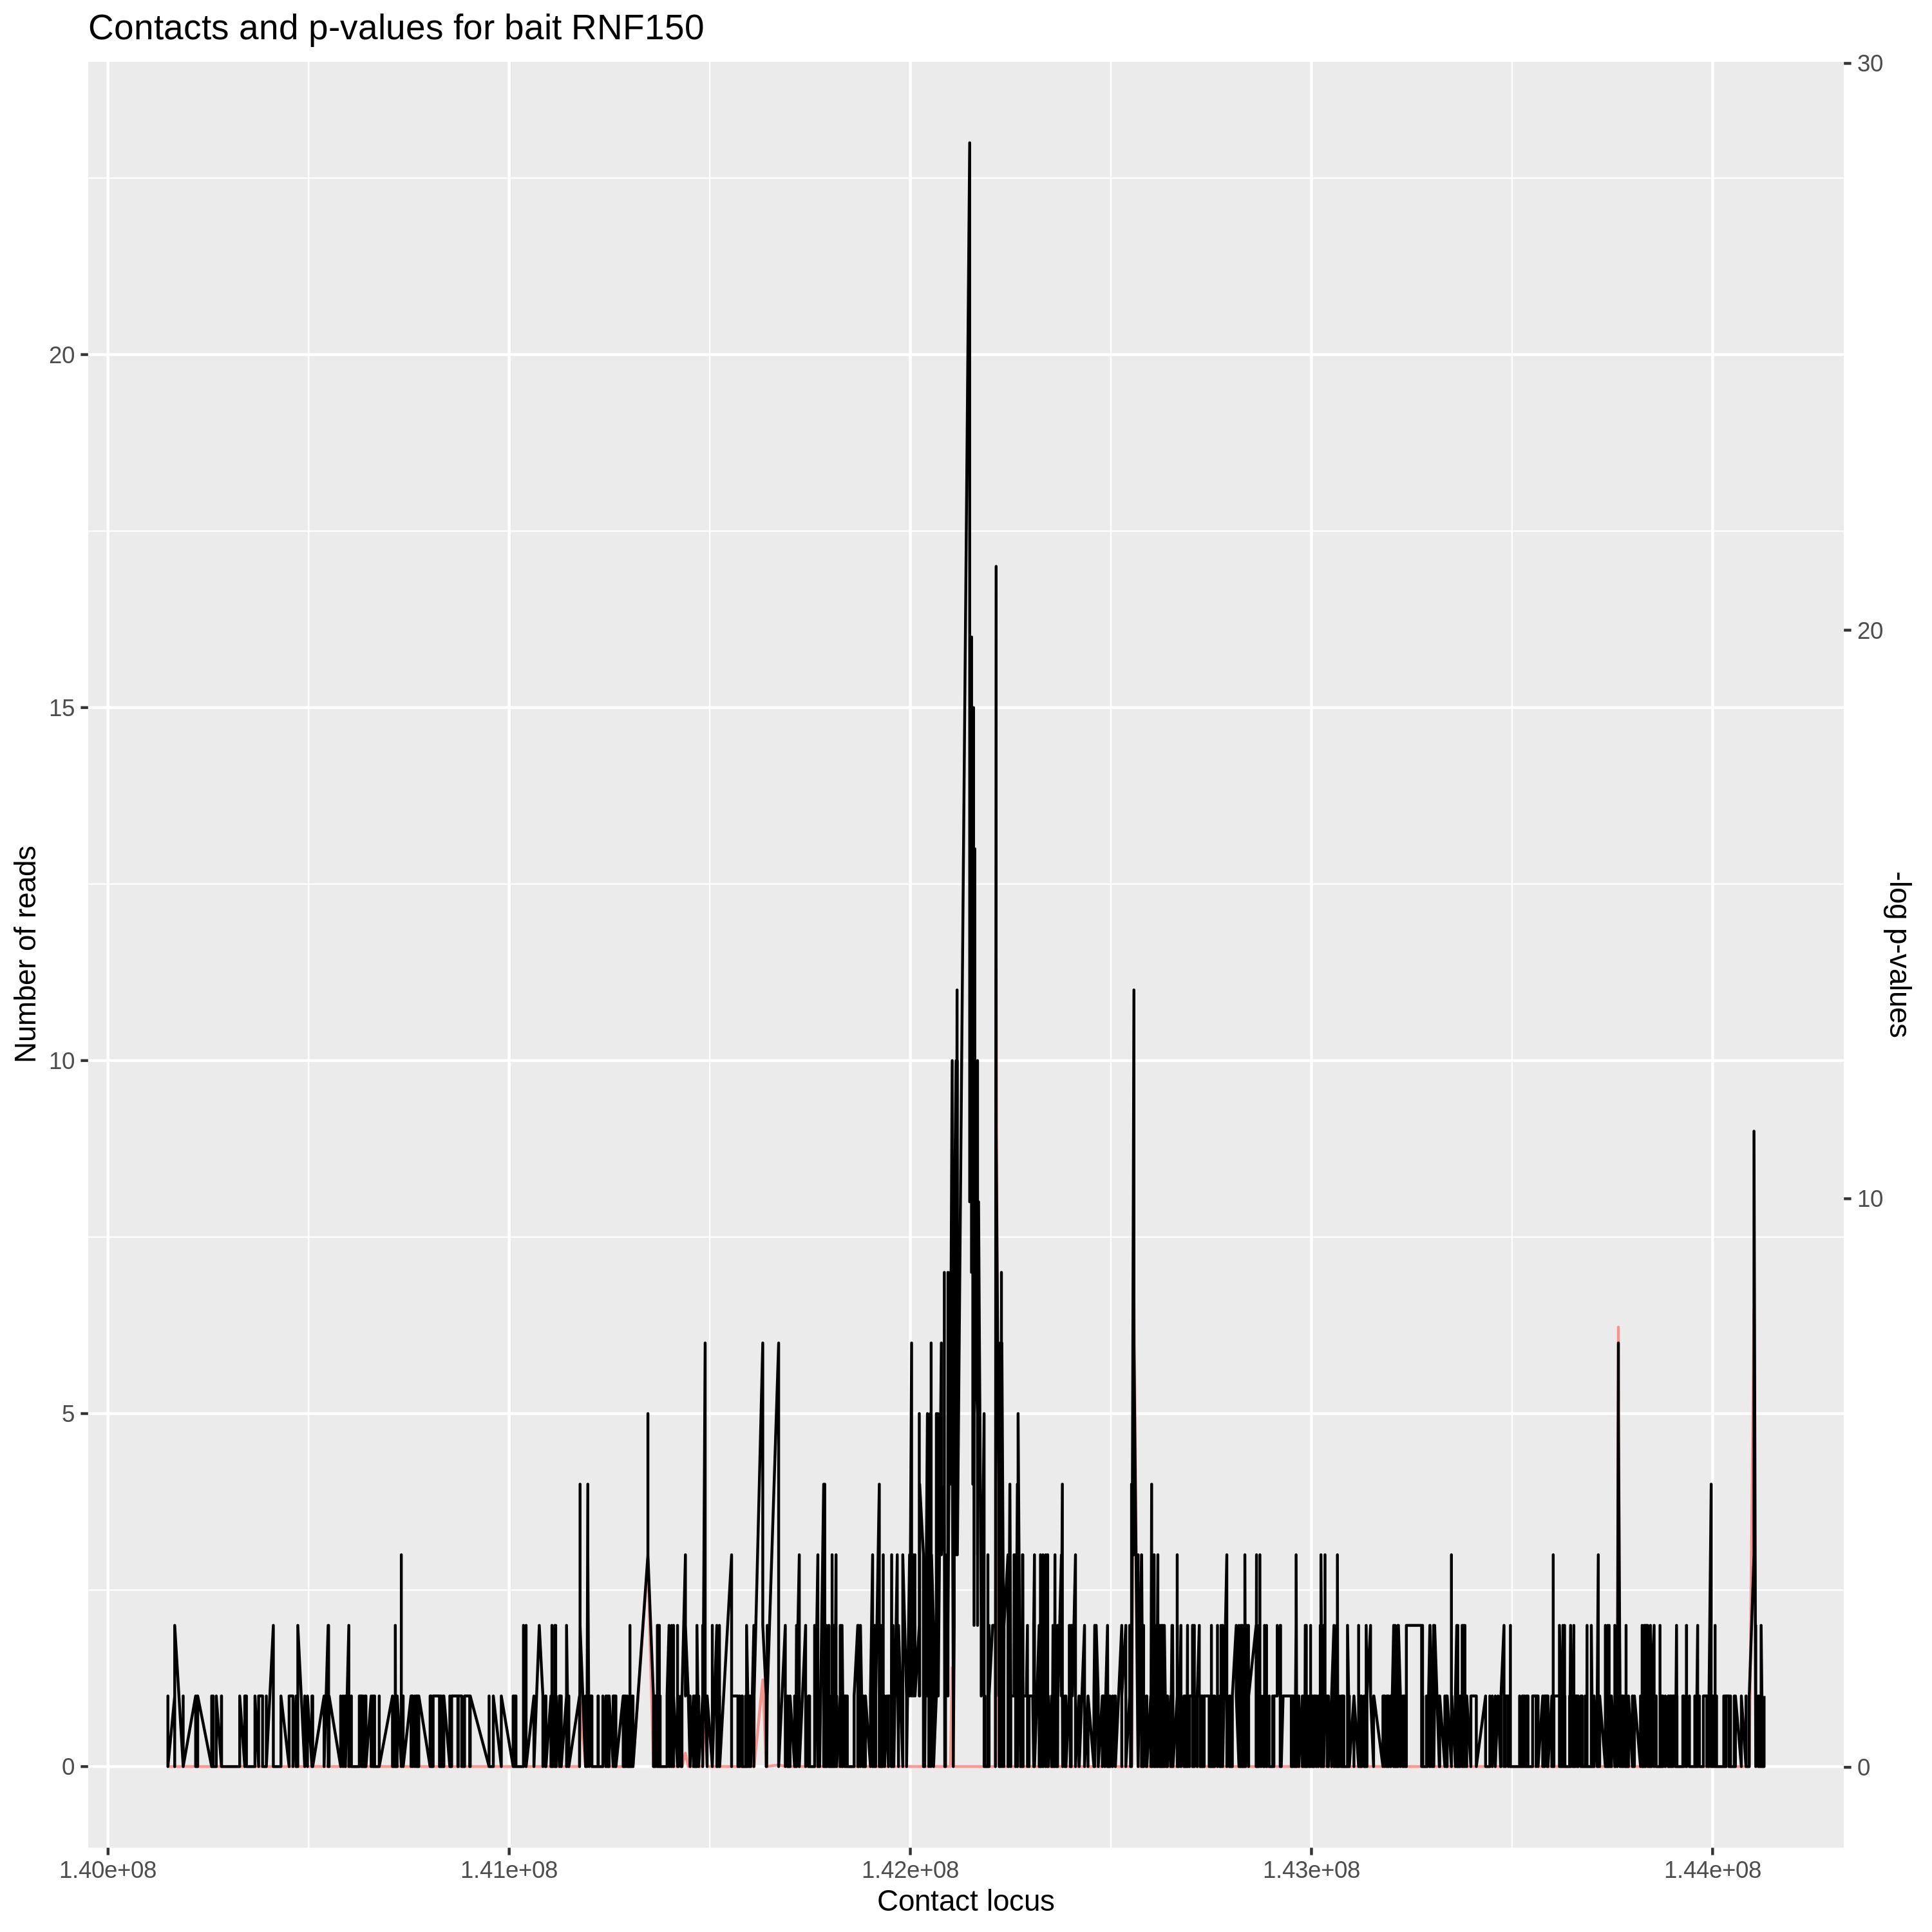 Contacts and p-values for bait RNF150
30
20
20
15
Number of reads
-log p-values
10
10
5
0
0
1.40e+08 1.41e+08 1.42e+08 1.43e+08 1.44e+08
Contact locus